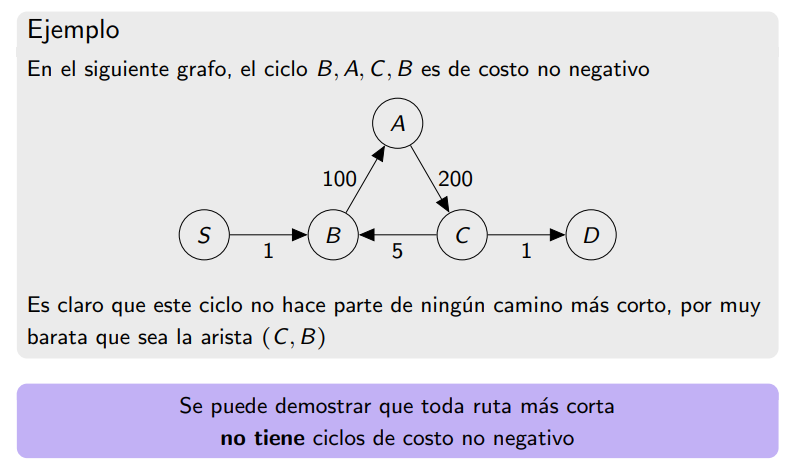 Ejemplo
En el siguiente grafo, el ciclo B, A, C, B es de costo no negativo
A
100
200
S
B
C
D
1
5
1
Es claro que este ciclo no hace parte de ningún camino más corto, por muy
barata que sea la arista (C, B)
Se puede demostrar que toda ruta más corta
no tiene ciclos de costo no negativo